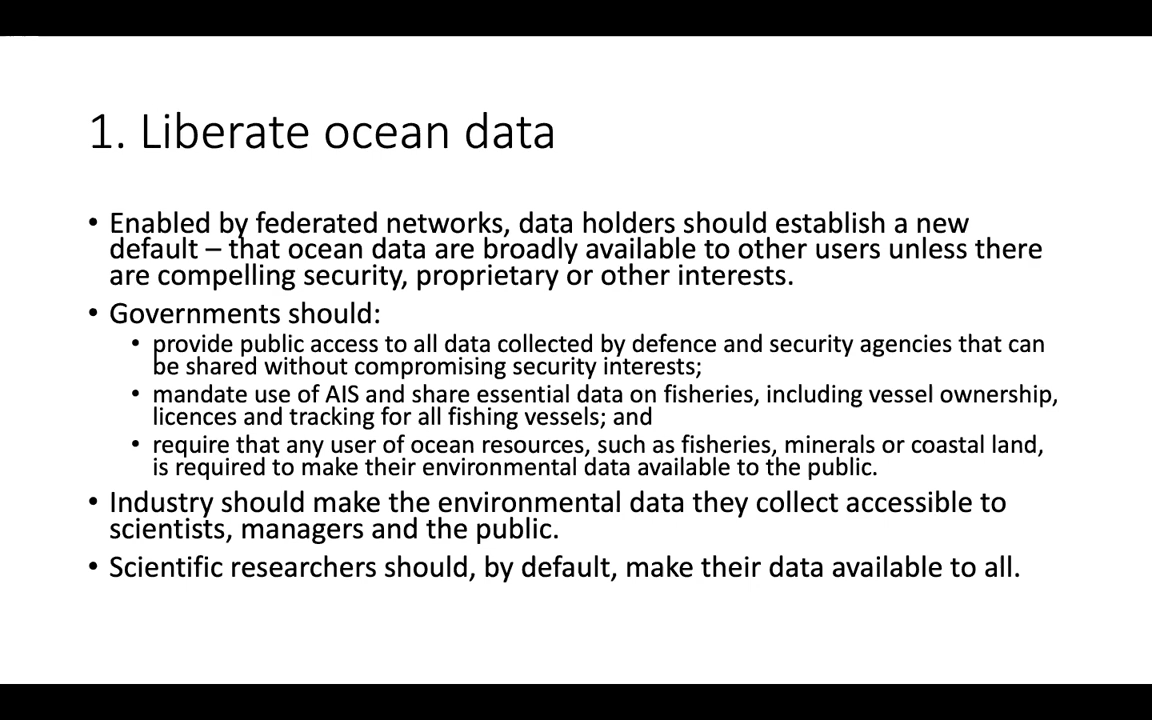 1. Liberate ocean data
• Enabled by federated networks, data holders should establish a new
default – that ocean data are broadly available to other users unless there
are compelling security, proprietary or other interests.
• Governments should:
• provide public access to all data collected by defence and security agencies that can
be shared without compromising security interests;
• mandate use of AIS and share essential data on fisheries, including vessel ownership,
licences and tracking for all fishing vessels; and
• require that any user of ocean resources, such as fisheries, minerals or coastal land,
is required to make their environmental data available to the public.
• Industry should make the environmental data they collect accessible to
scientists, managers and the public.
• Scientific researchers should, by default, make their data available to all.